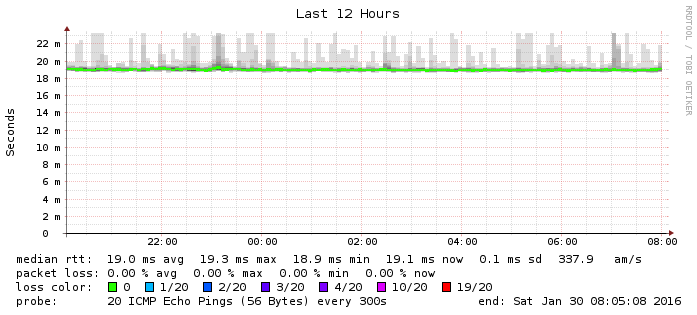 Last 12 Hours
RRDTOOL / TOBI OETIKER
Seconds
22 m
20 m
18 m
16 m
14 m
12 m
10 m
8 m
6 m
4 m
2 m
0
22:00 00:00 02:00 04:00 06:00 08:00
median rtt: 19.0 ms avg 19.3 ms max 18.9 ms min 19.1 ms now 0.1 ms sd 337.9 am/s
packet loss: 0.00 % avg 0.00 % max 0.00 % min 0.00 % now
loss color: 0 1/20 2/20 3/20 4/20 10/20 19/20
probe: 20 ICMP Echo Pings (56 Bytes) every 300s end: Sat Jan 30 08:05:08 2016